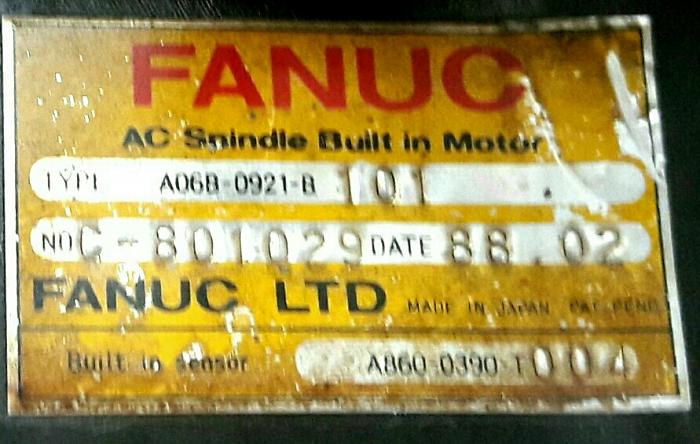 FANUC
AC Spindle Built in Motor
TYPE A06B-0921-B 101
NO C-801029 DATE 88.02
FANUC LTD MADE IN JAPAN PAT PEND
Built in sensor A860-0390-T004